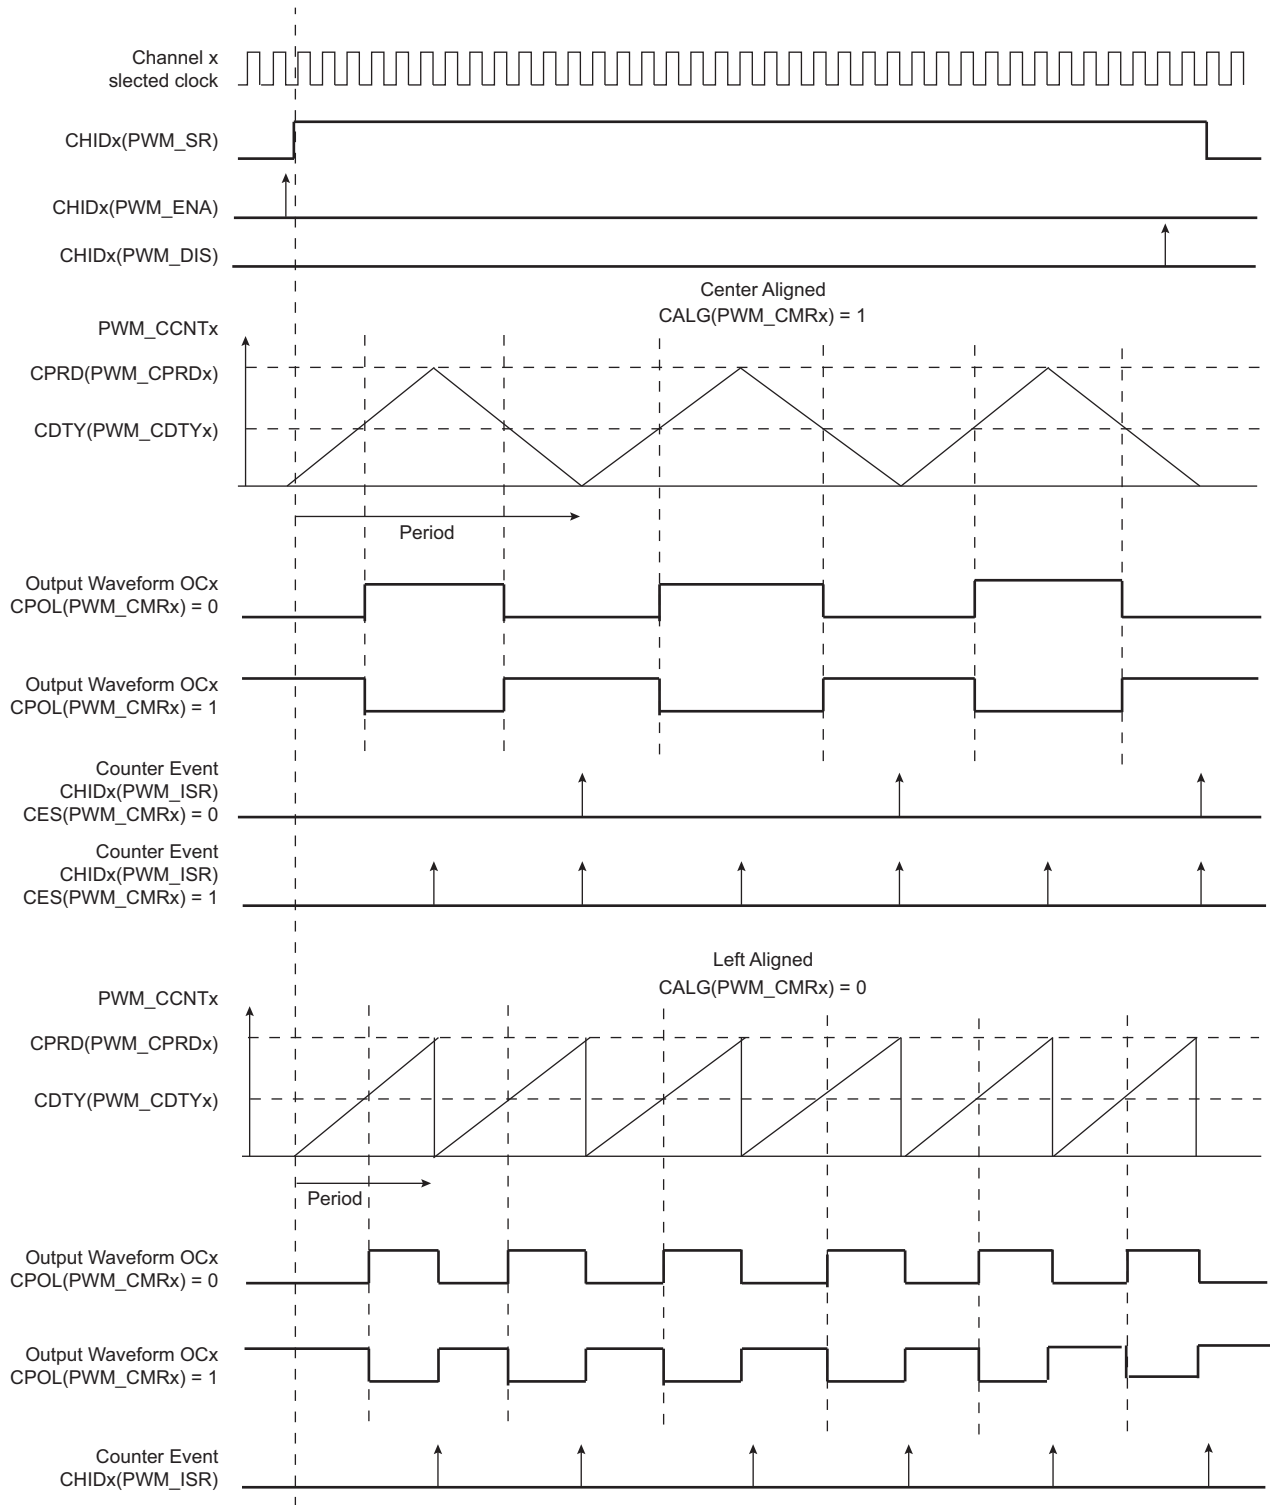 Channel x
slected clock
CHIDx(PWM_SR)
CHIDx(PWM_ENA)
CHIDx(PWM_DIS)
Center Aligned
CALG(PWM_CMRx) = 1
PWM_CCNTx
CPRD(PWM_CPRDx)
CDTY(PWM_CDTYx)
Period
Output Waveform OCx
CPOL(PWM_CMRx) = 0
Output Waveform OCx
CPOL(PWM_CMRx) = 1
Counter Event
CHIDx(PWM_ISR)
CES(PWM_CMRx) = 0
Counter Event
CHIDx(PWM_ISR)
CES(PWM_CMRx) = 1
Left Aligned
CALG(PWM_CMRx) = 0
PWM_CCNTx
CPRD(PWM_CPRDx)
CDTY(PWM_CDTYx)
Period
Output Waveform OCx
CPOL(PWM_CMRx) = 0
Output Waveform OCx
CPOL(PWM_CMRx) = 1
Counter Event
CHIDx(PWM_ISR)